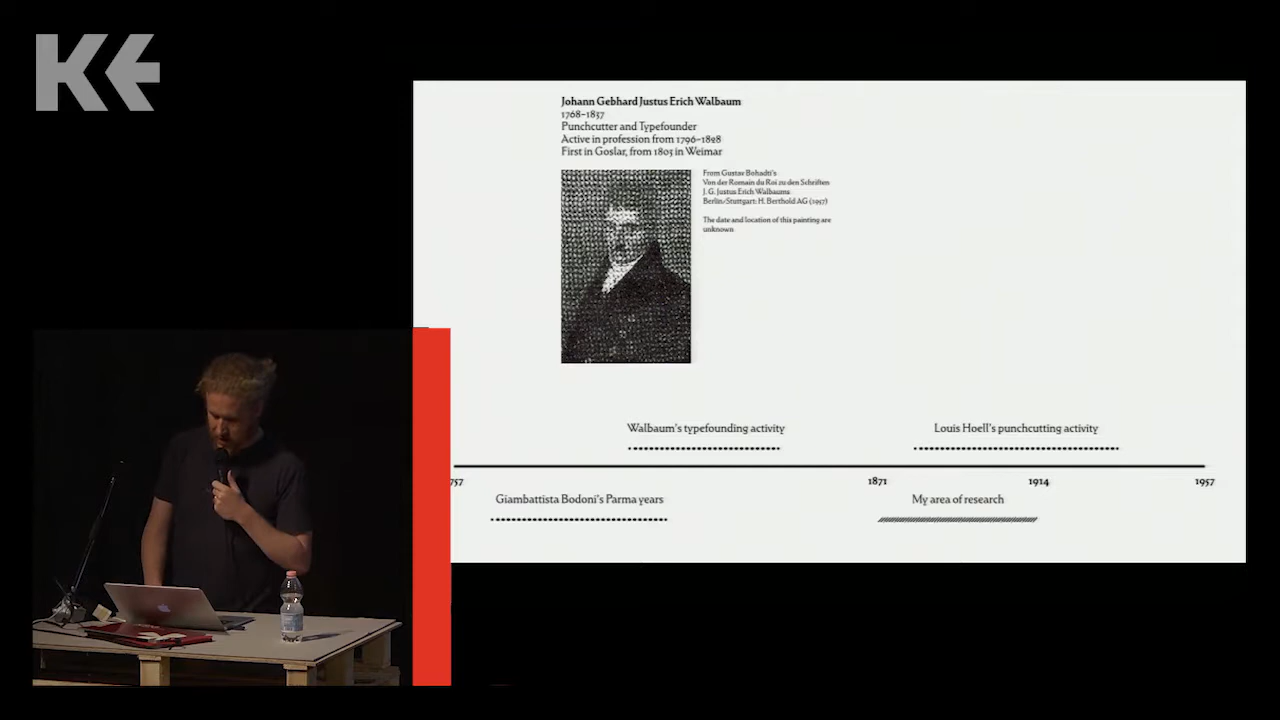 KE
Johann Gebhard Justus Erich Walbaum
1768–1837
Punchcutter and Typefounder
Active in profession from 1796–1828
First in Goslar, from 1803 in Weimar
From Gustav Bohadti's
Von der Romain du Roi zu den Schriften
J. G. Justus Erich Walbaums
Berlin/Stuttgart: H. Berthold AG (1957)
The date and location of this painting are
unknown
Walbaum's typefounding activity
Louis Hoell's punchcutting activity
757
1871
1914
1957
Giambattista Bodoni's Parma years
My area of research